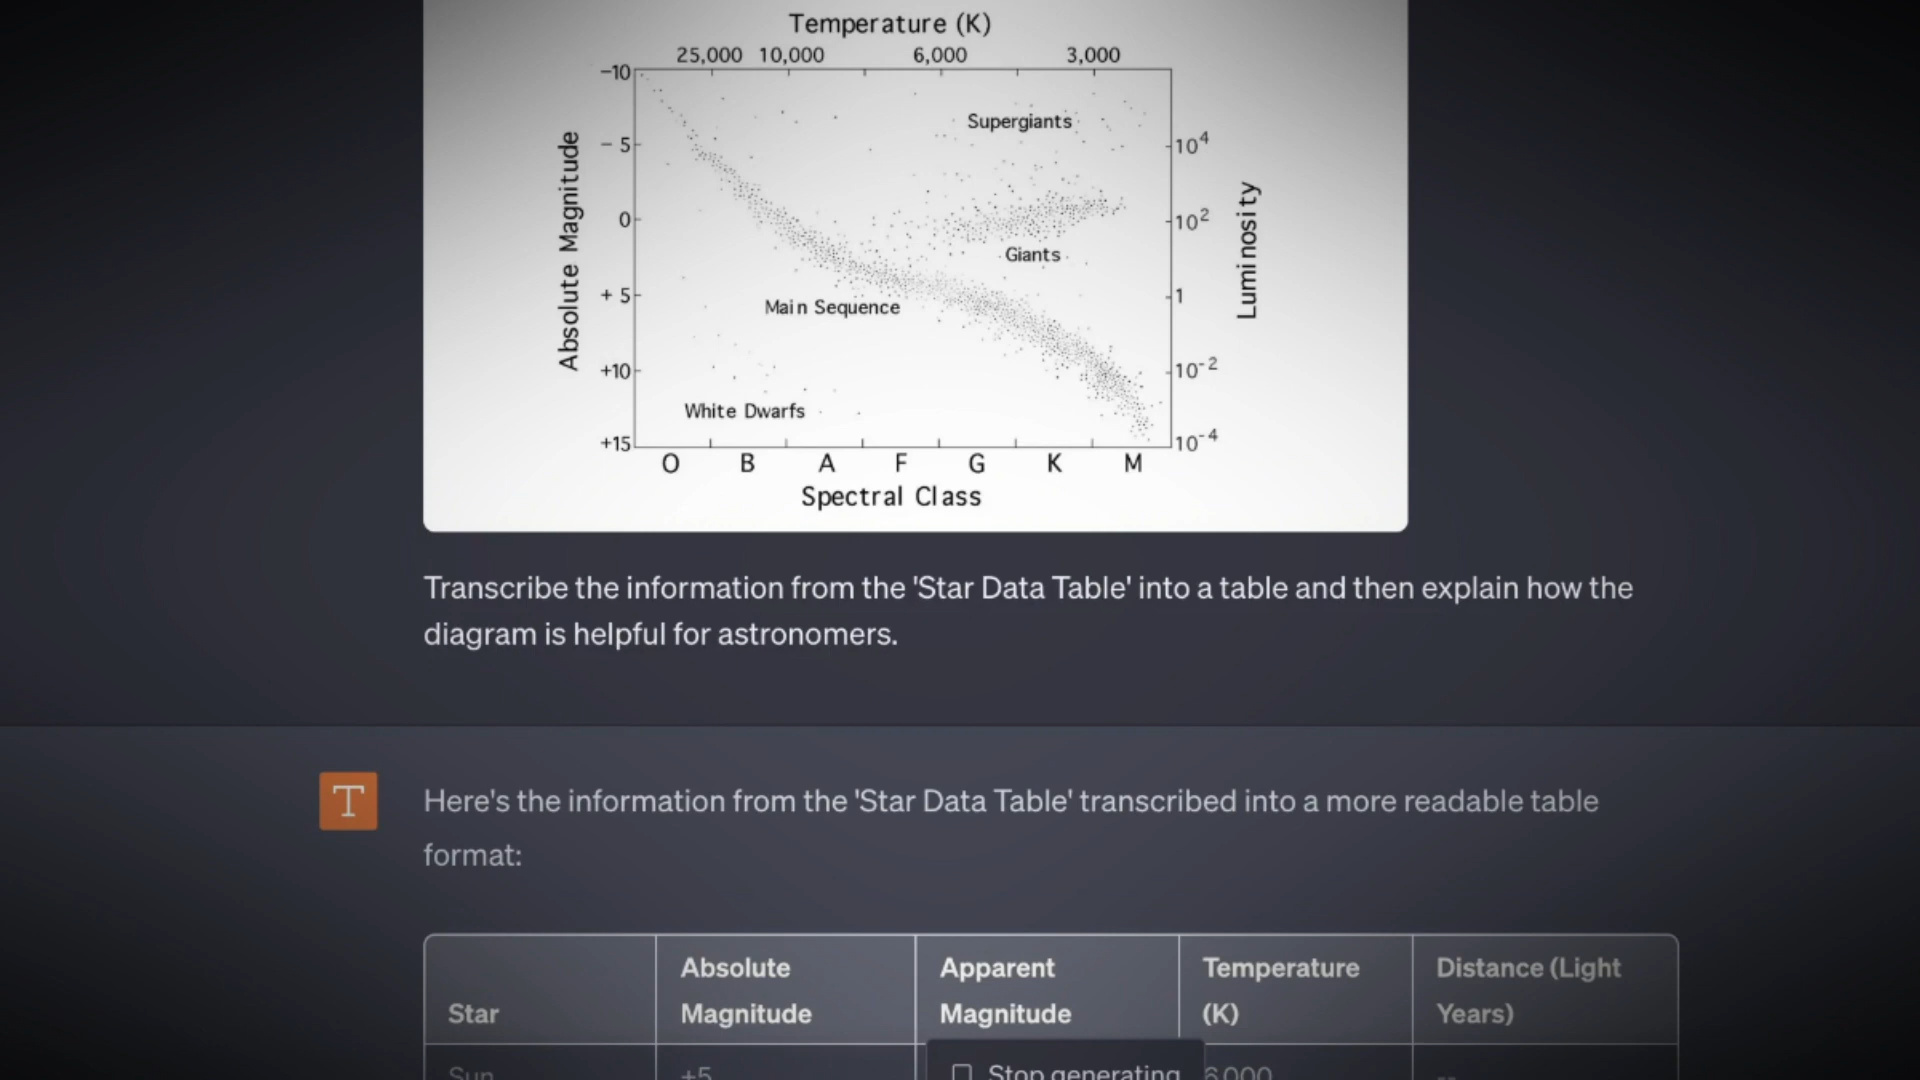 Temperature (K)
25,000 10,000 6,000 3,000
−10
− 5
0
+ 5
+10
+15
Absolute Magnitude
Supergiants
Giants
Main Sequence
White Dwarfs
10⁴
10²
1
10⁻²
10⁻⁴
Luminosity
O B A F G K M
Spectral Class
Transcribe the information from the 'Star Data Table' into a table and then explain how the
diagram is helpful for astronomers.
T
Here's the information from the 'Star Data Table' transcribed into a more readable table
format:
Star
Absolute
Magnitude
Apparent
Magnitude
Temperature
(K)
Distance (Light
Years)
Sun +5 Stop generating 6,000 --